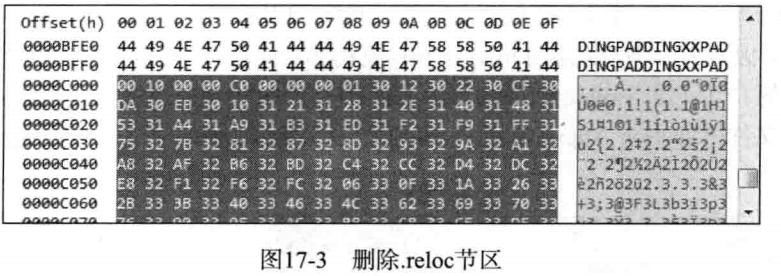 Offset(h) 00 01 02 03 04 05 06 07 08 09 0A 0B 0C 0D 0E 0F
0000BFE0 44 49 4E 47 50 41 44 44 49 4E 47 58 58 50 41 44 DINGPADDINGXXPAD
0000BFF0 44 49 4E 47 50 41 44 44 49 4E 47 58 58 50 41 44 DINGPADDINGXXPAD
0000C000 00 10 00 00 C0 00 00 00 01 30 12 30 22 30 CF 30 ....À....0.0"0Ï0
0000C010 DA 30 EB 30 10 31 21 31 28 31 2E 31 40 31 48 31 Ú0ë0.1!1(1.1@1H1
0000C020 53 31 A4 31 A9 31 B3 31 ED 31 F2 31 F9 31 FF 31 S1¤1©1³1í1ò1ù1ÿ1
0000C030 75 32 7B 32 81 32 87 32 8D 32 93 32 9A 32 A1 32 u2{2.2‡2.2“2š2¡2
0000C040 A8 32 AF 32 B6 32 BD 32 C4 32 CC 32 D4 32 DC 32 ¨2¯2¶2½2Ä2Ì2Ô2Ü2
0000C050 E8 32 F1 32 F6 32 FC 32 06 33 0F 33 1A 33 26 33 è2ñ2ö2ü2.3.3.3&3
0000C060 2B 33 3B 33 40 33 46 33 4C 33 62 33 69 33 70 33 +3;3@3F3L3b3i3p3
0000C070
图17-3 删除.reloc节区